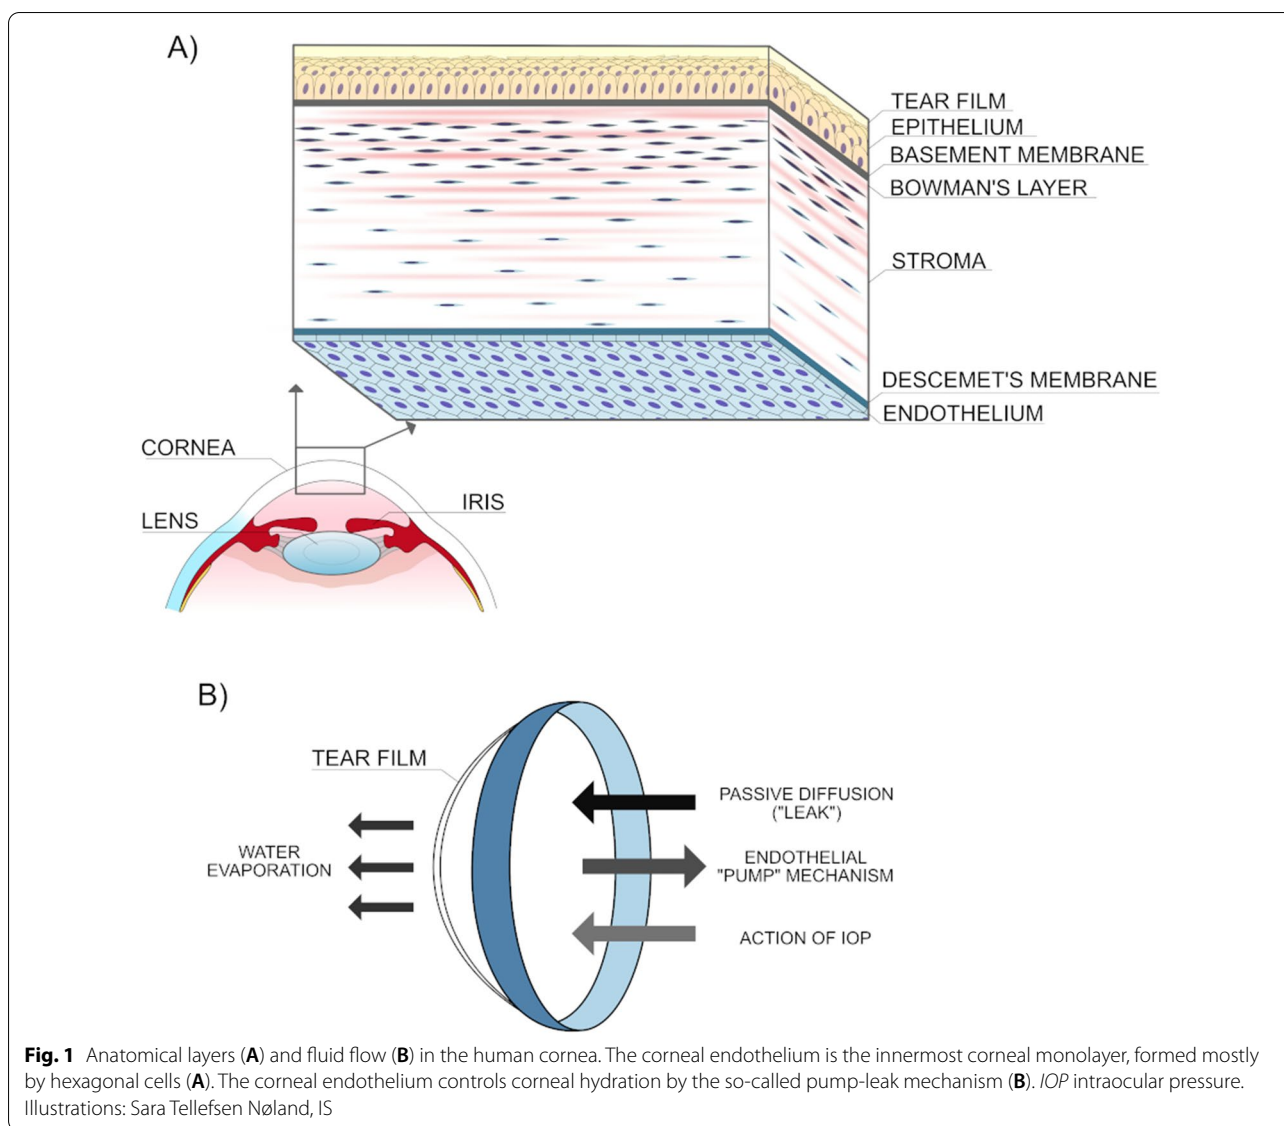 A)
TEAR FILM
EPITHELIUM
BASEMENT MEMBRANE
BOWMAN'S LAYER
STROMA
DESCEMET'S MEMBRANE
ENDOTHELIUM
CORNEA
IRIS
LENS
B)
TEAR FILM
WATER
EVAPORATION
PASSIVE DIFFUSION
("LEAK")
ENDOTHELIAL
"PUMP" MECHANISM
ACTION OF IOP
Fig. 1 Anatomical layers (A) and fluid flow (B) in the human cornea. The corneal endothelium is the innermost corneal monolayer, formed mostly
by hexagonal cells (A). The corneal endothelium controls corneal hydration by the so-called pump-leak mechanism (B). IOP intraocular pressure.
Illustrations: Sara Tellefsen Nøland, IS